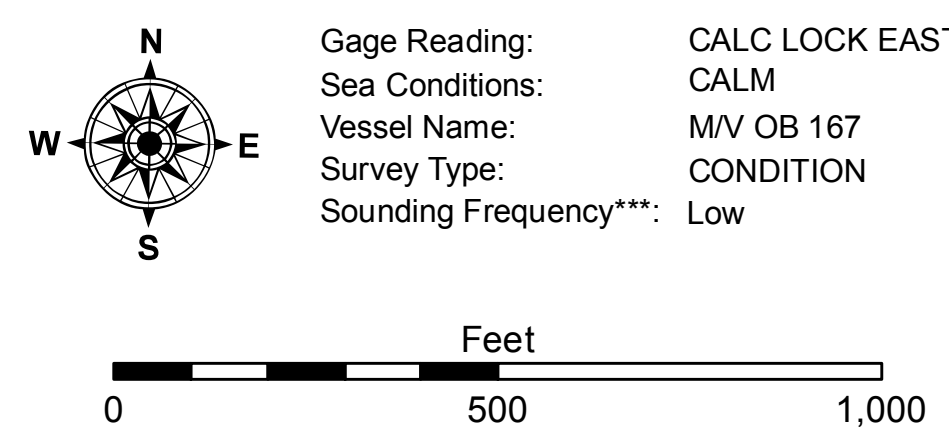 N
W E
S
Gage Reading: CALC LOCK EAST
Sea Conditions: CALM
Vessel Name: M/V OB 167
Survey Type: CONDITION
Sounding Frequency***: Low
Feet
0 500 1,000